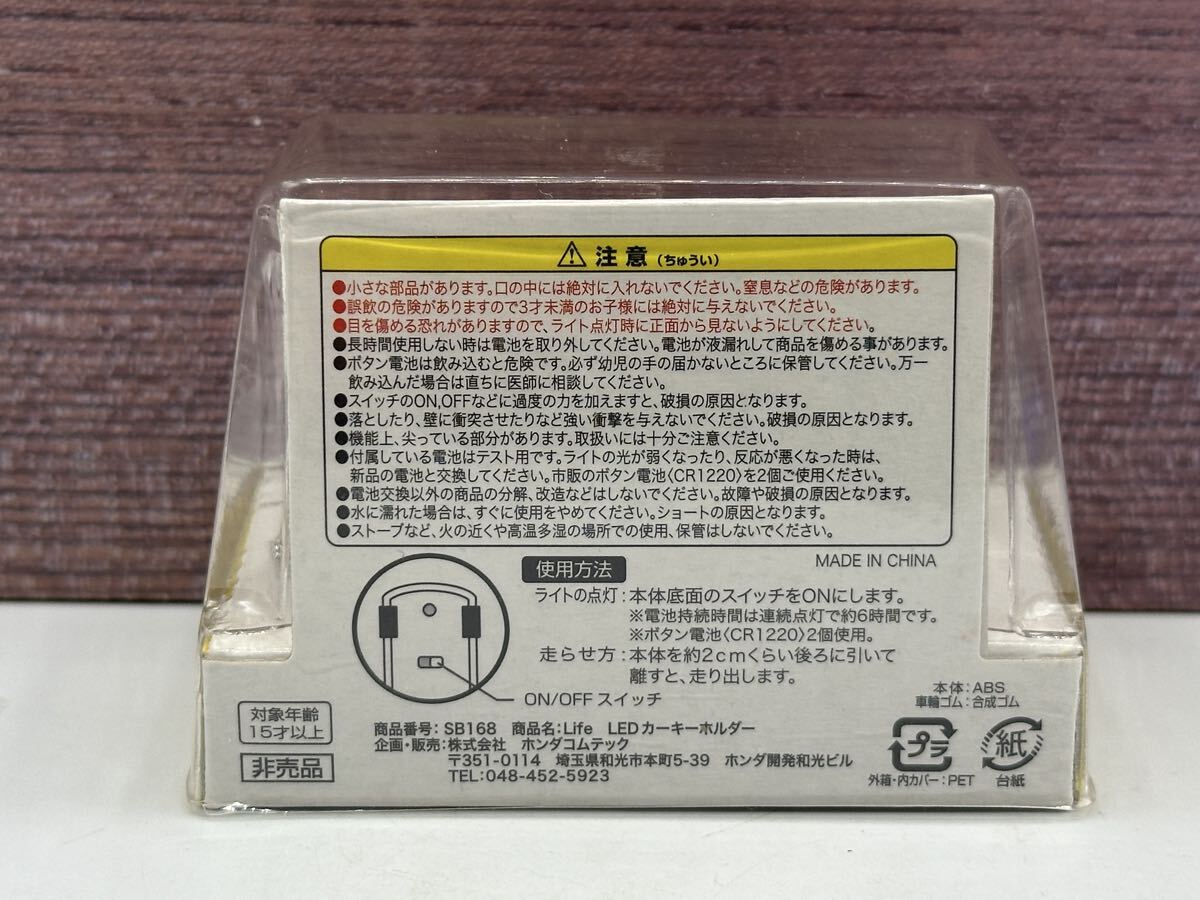 ⚠ 注意(ちゅうい)
●小さな部品があります。口の中には絶対に入れないでください。窒息などの危険があります。
●誤飲の危険がありますので3才未満のお子様には絶対に与えないでください。
●目を傷める恐れがありますので、ライト点灯時に正面から見ないようにしてください。
●長時間使用しない時は電池を取り外してください。電池が液漏れして商品を傷める事があります。
●ボタン電池は飲み込むと危険です。必ず幼児の手の届かないところに保管してください。万一
飲み込んだ場合は直ちに医師に相談してください。
●スイッチのON,OFFなどに過度の力を加えますと、破損の原因となります。
●落としたり、壁に衝突させたりなど強い衝撃を与えないでください。破損の原因となります。
●機能上、尖っている部分があります。取扱いには十分ご注意ください。
●付属している電池はテスト用です。ライトの光が弱くなったり、反応が悪くなった時は、
新品の電池と交換してください。市販のボタン電池〈CR1220〉を2個ご使用ください。
●電池交換以外の商品の分解、改造などはしないでください。故障や破損の原因となります。
●水に濡れた場合は、すぐに使用をやめてください。ショートの原因となります。
●ストーブなど、火の近くや高温多湿の場所での使用、保管はしないでください。
MADE IN CHINA
使用方法
ライトの点灯:本体底面のスイッチをONにします。
※電池持続時間は連続点灯で約6時間です。
※ボタン電池〈CR1220〉2個使用。
走らせ方:本体を約2cmくらい後ろに引いて
離すと、走り出します。
ON/OFF スイッチ
対象年齢
15才以上
非売品
商品番号:SB168 商品名:Life LEDカーキーホルダー
企画・販売:株式会社 ホンダコムテック
〒351-0114 埼玉県和光市本町5-39 ホンダ開発和光ビル
TEL:048-452-5923
本体:ABS
車輪ゴム:合成ゴム
プラ
外箱・内カバー:PET
紙
台紙